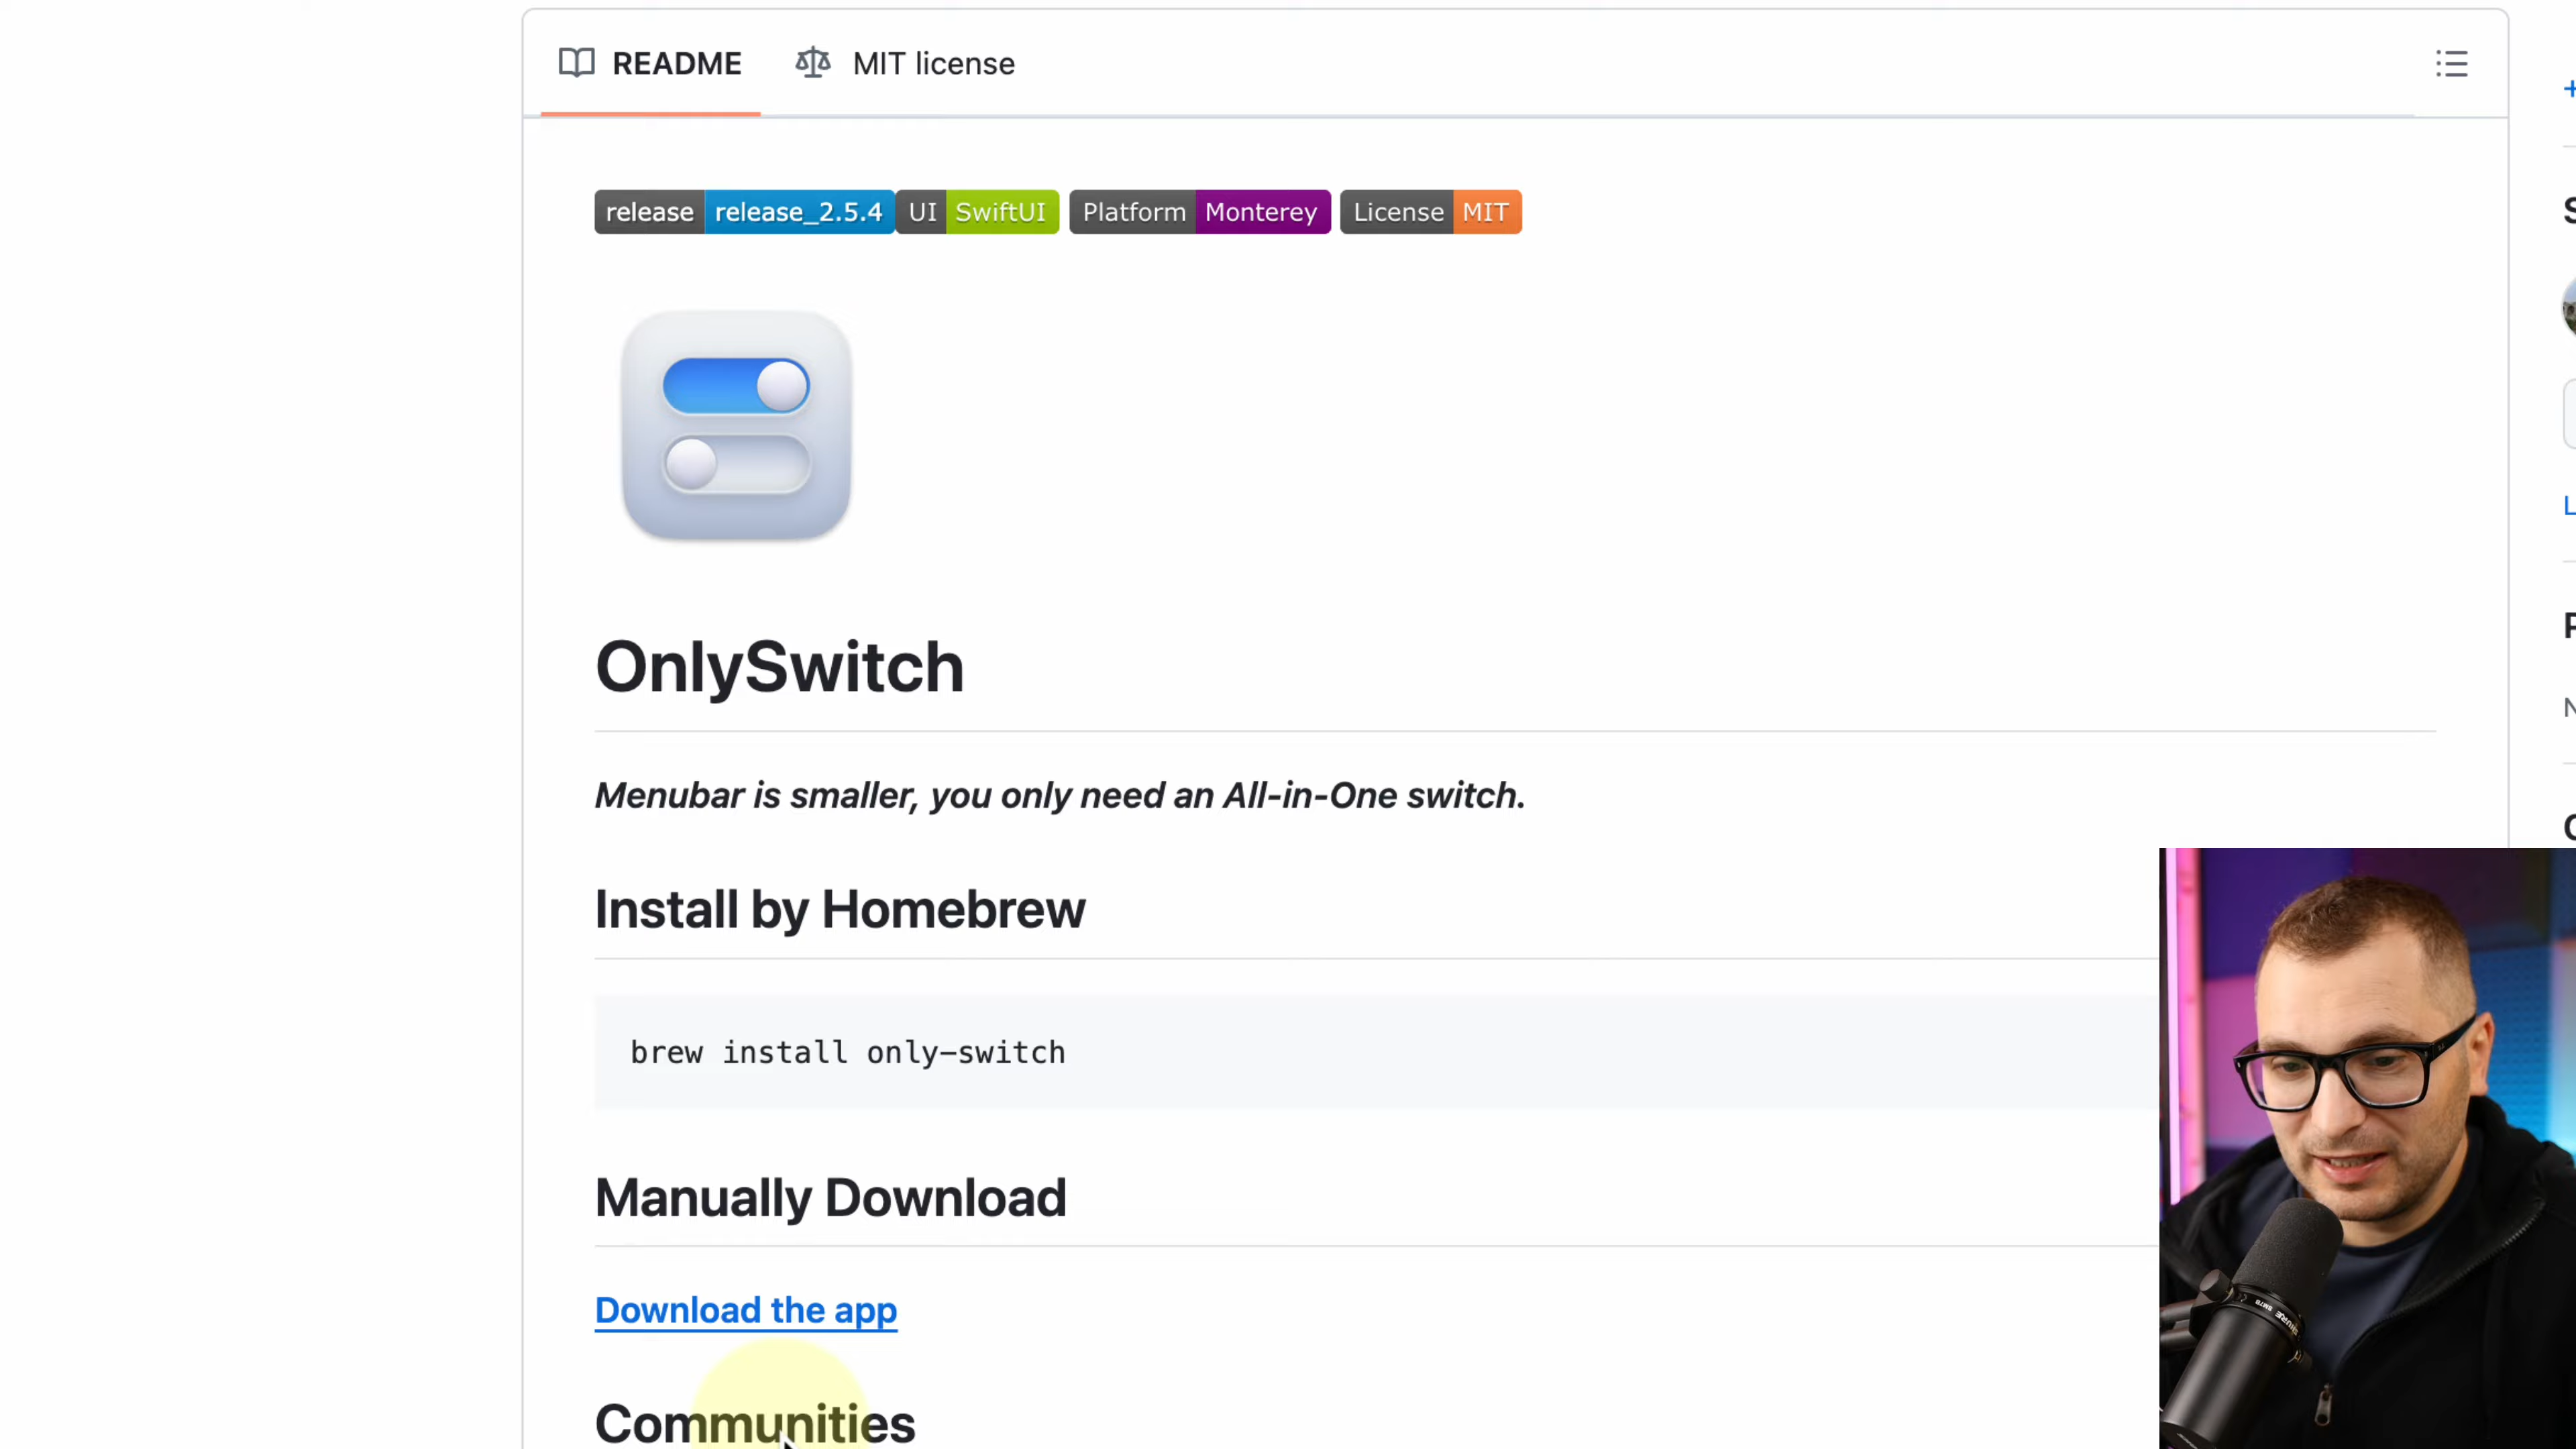 README MIT license
release release_2.5.4 UI SwiftUI Platform Monterey License MIT
OnlySwitch
Menubar is smaller, you only need an All-in-One switch.
Install by Homebrew
brew install only-switch
Manually Download
Download the app
Communities